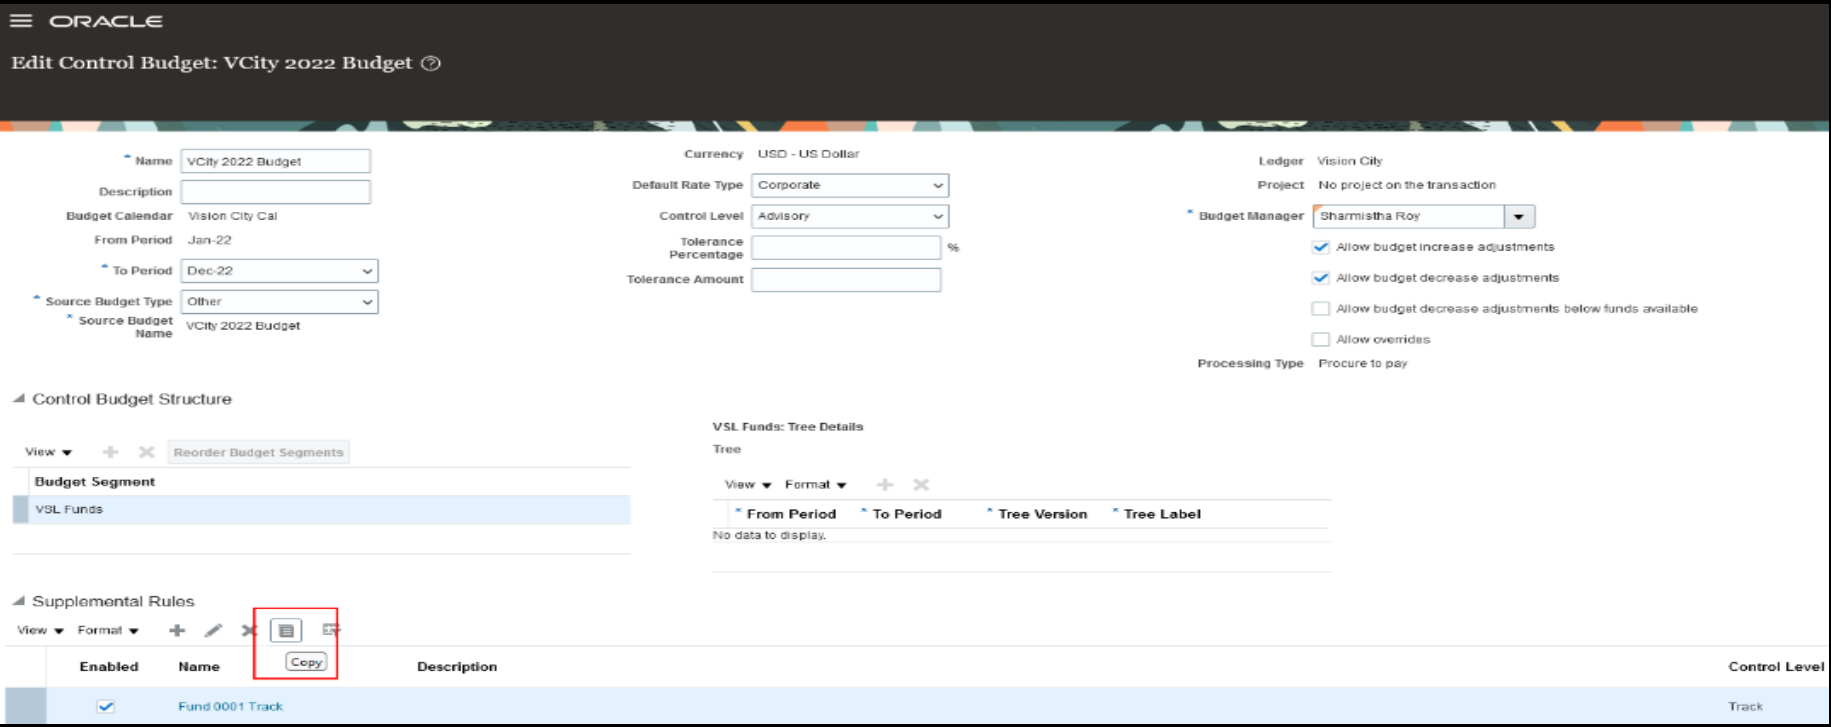 ORACLE
Edit Control Budget: VCity 2022 Budget ?
* Name VCity 2022 Budget
Description
Budget Calendar Vision City Cal
From Period Jan-22
* To Period Dec-22
* Source Budget Type Other
* Source Budget Name VCity 2022 Budget
Currency USD - US Dollar
Default Rate Type Corporate
Control Level Advisory
Tolerance Percentage %
Tolerance Amount
Ledger Vision City
Project No project on the transaction
* Budget Manager Sharmistha Roy
Allow budget increase adjustments
Allow budget decrease adjustments
Allow budget decrease adjustments below funds available
Allow overrides
Processing Type Procure to pay
Control Budget Structure
View Reorder Budget Segments
Budget Segment
VSL Funds
VSL Funds: Tree Details
Tree
View Format
* From Period * To Period * Tree Version * Tree Label
No data to display.
Supplemental Rules
View Format
Copy
Enabled Name Description Control Level
Fund 0001 Track Track